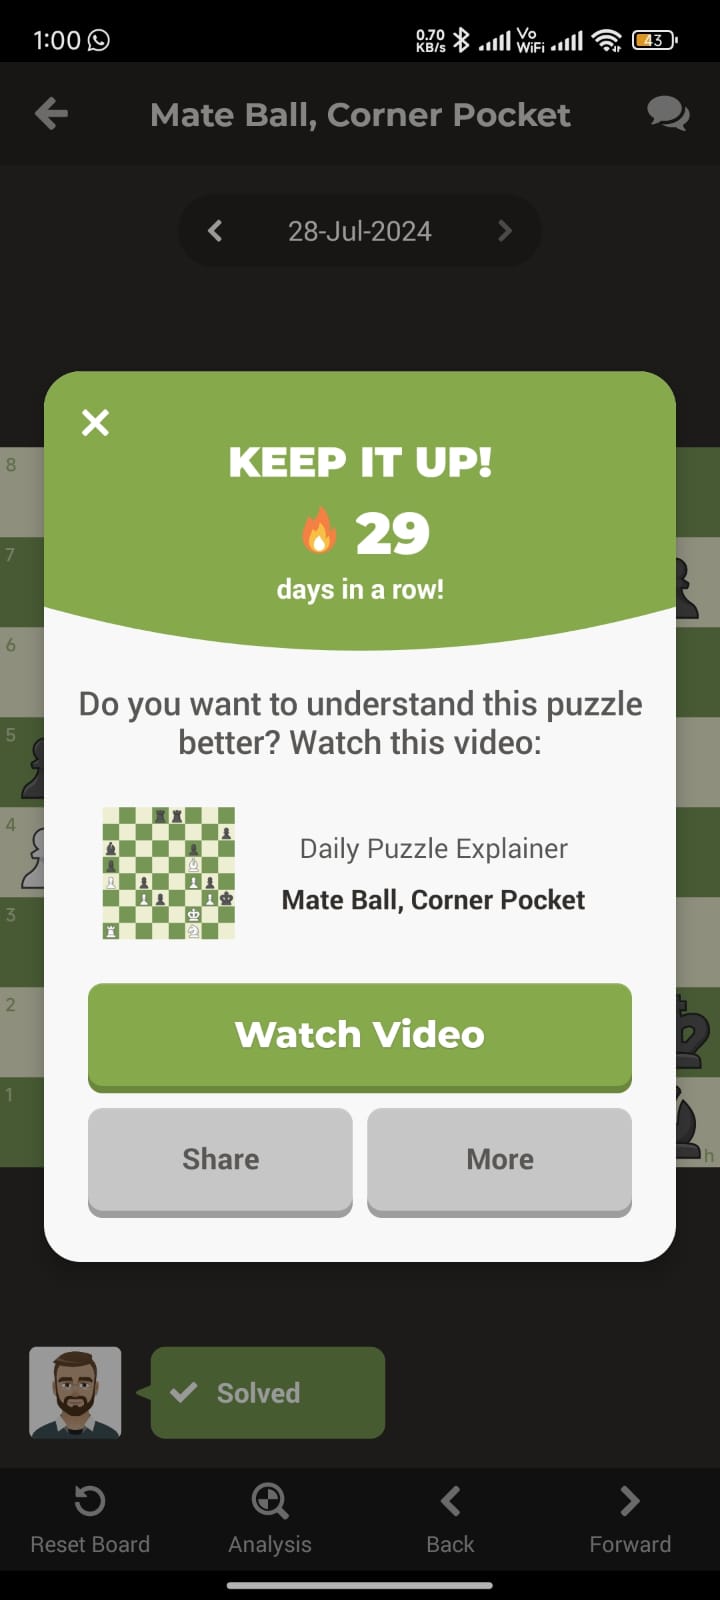 1:00
0.70
KB/s
Vo
WiFi
43
Mate Ball, Corner Pocket
28-Jul-2024
8
KEEP IT UP!
29
7
days in a row!
6
Do you want to understand this puzzle
better? Watch this video:
5
4
Daily Puzzle Explainer
Mate Ball, Corner Pocket
3
2
Watch Video
1
Share
More
h
Solved
Reset Board
Analysis
Back
Forward